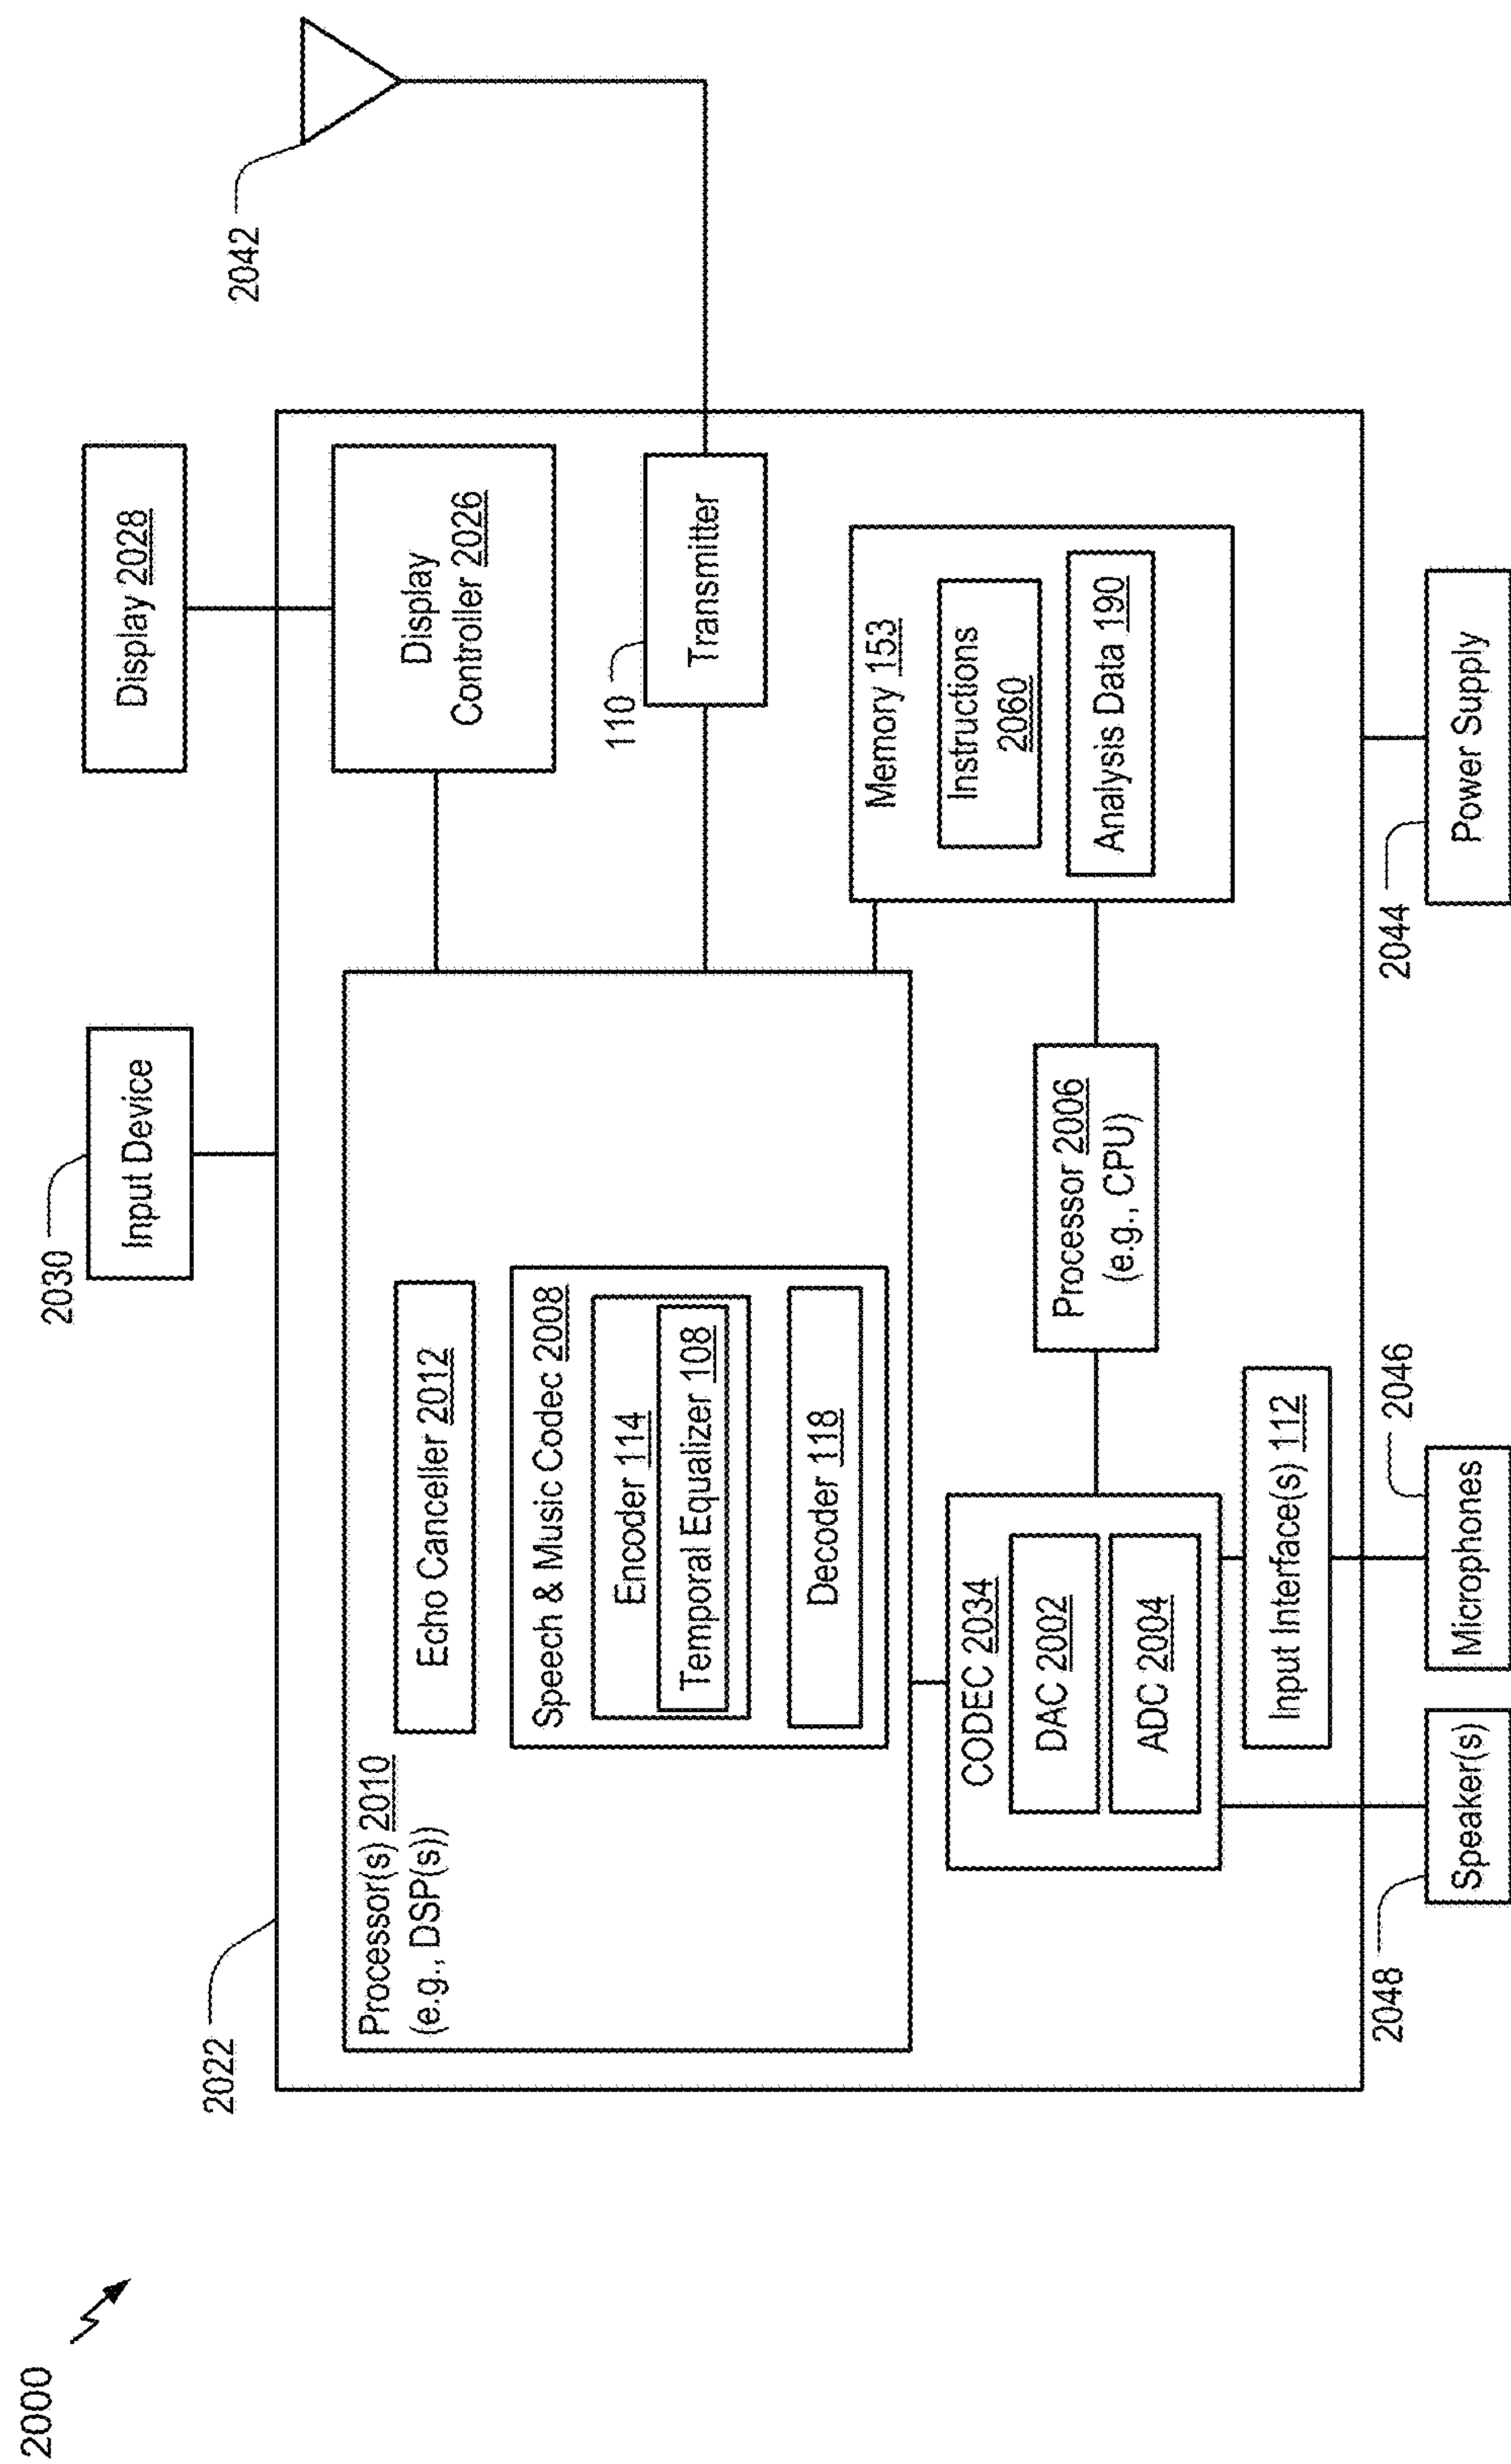 2000
2022
2030
Input Device
Display 2028
2042
Processor(s) 2010
(e.g., DSP(s))
Echo Canceller 2012
Speech & Music Codec 2008
Encoder 114
Temporal Equalizer 108
Decoder 118
Display
Controller 2026
110
Transmitter
Memory 153
Instructions
2060
Analysis Data 190
CODEC 2034
DAC 2002
ADC 2004
Processor 2006
(e.g., CPU)
Input Interface(s) 112
2048
Speaker(s)
2046
Microphones
2044
Power Supply